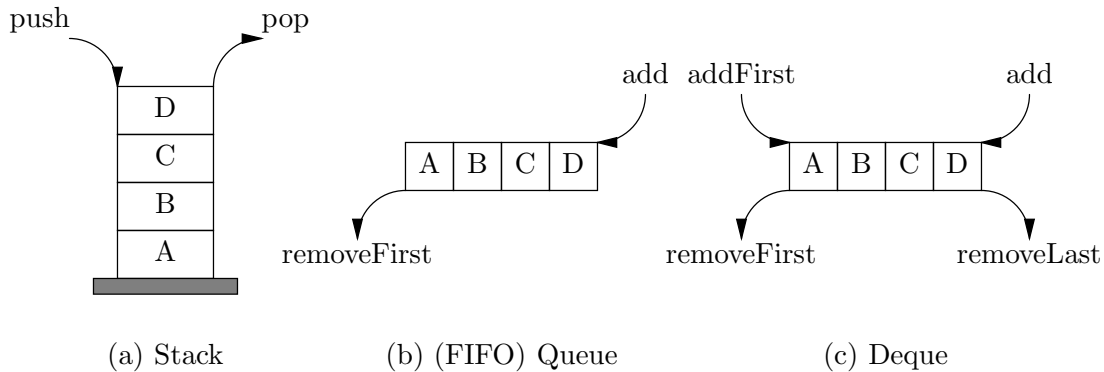 push
pop
D
C
B
A
(a) Stack
add
A B C D
removeFirst
(b) (FIFO) Queue
addFirst
add
A B C D
removeFirst
removeLast
(c) Deque